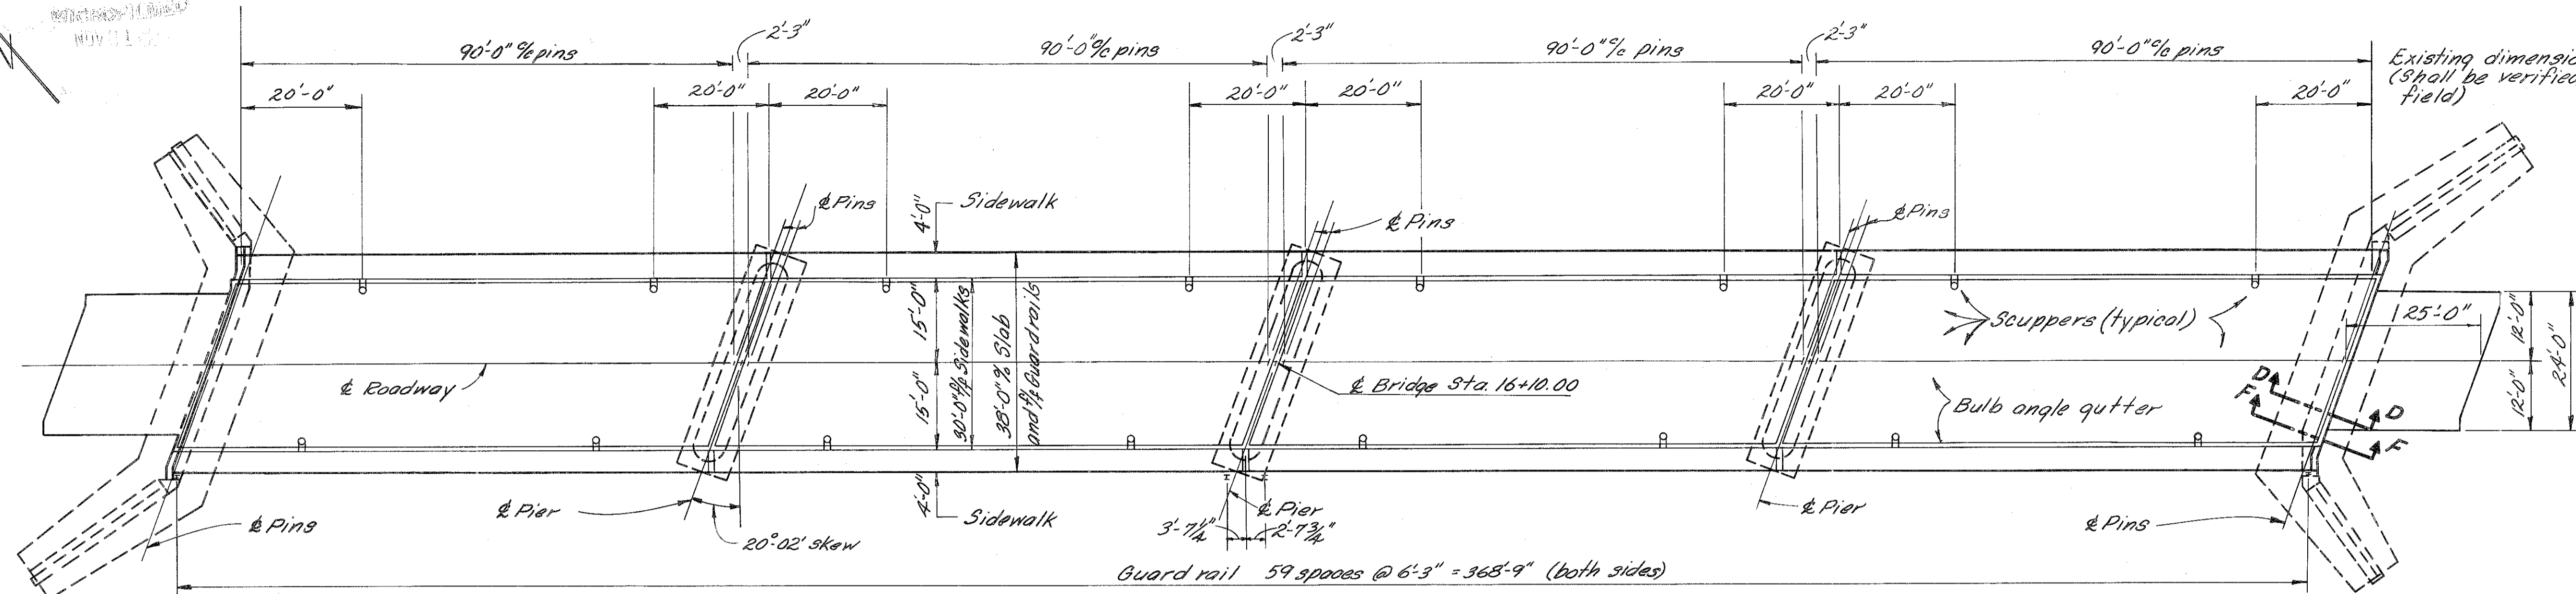 2'-3"
2'-3"
2'-3"
90'-0" c/c pins
90'-0" c/c pins
90'-0" c/c pins
90'-0" c/c pins
Existing dimensio
(Shall be verified
field)
20'-0"
20'-0"
20'-0"
20'-0"
20'-0"
20'-0"
20'-0"
20'-0"
℄ Pins
4'-0"
Sidewalk
℄ Pins
℄ Pins
15'-0"
15'-0"
30'-0" f/f Sidewalks
38'-0" % Slab
and f/f Guardrails
Scuppers (typical)
25'-0"
12'-0"
12'-0"
24'-0"
℄ Roadway
℄ Bridge Sta. 16+10.00
Bulb angle gutter
D
D
F
F
℄ Pins
℄ Pier
20°-02' skew
4'-0"
Sidewalk
℄ Pier
3'-7 1/4"
2'-7 3/4"
℄ Pier
℄ Pins
Guard rail 59 spaces @ 6'-3" = 368'-9" (both sides)